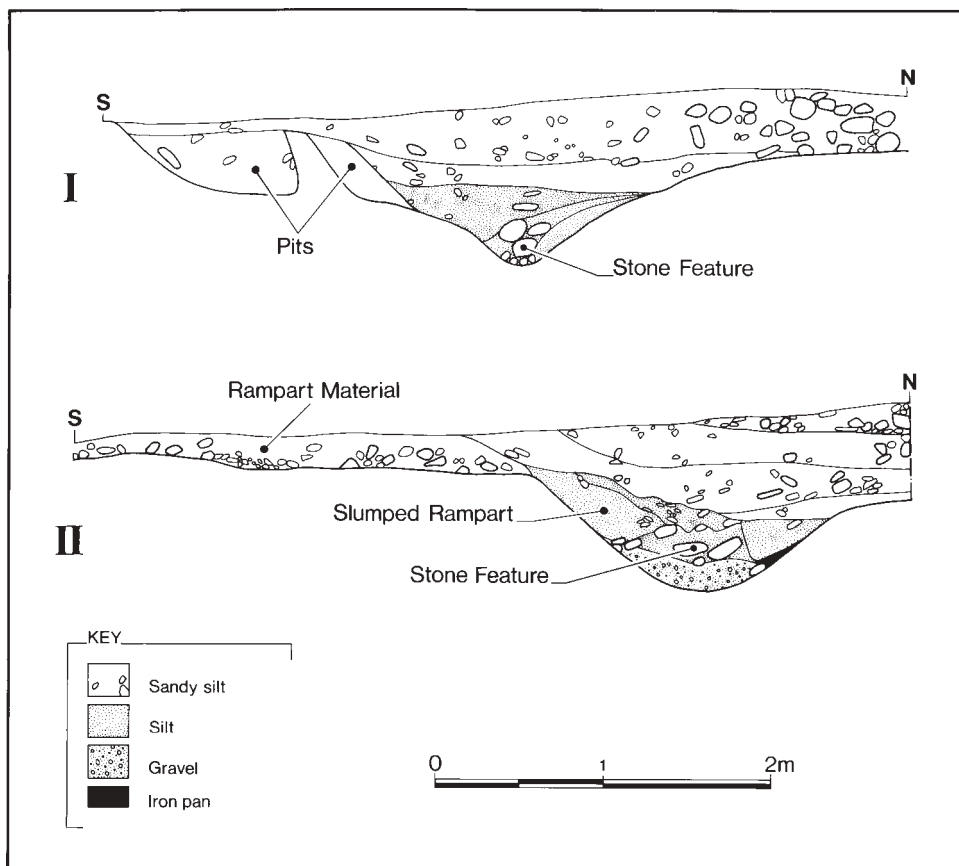 S
N
I
Pits
Stone Feature
S
N
Rampart Material
Slumped Rampart
II
Stone Feature
KEY
Sandy silt
Silt
Gravel
Iron pan
0 1 2m